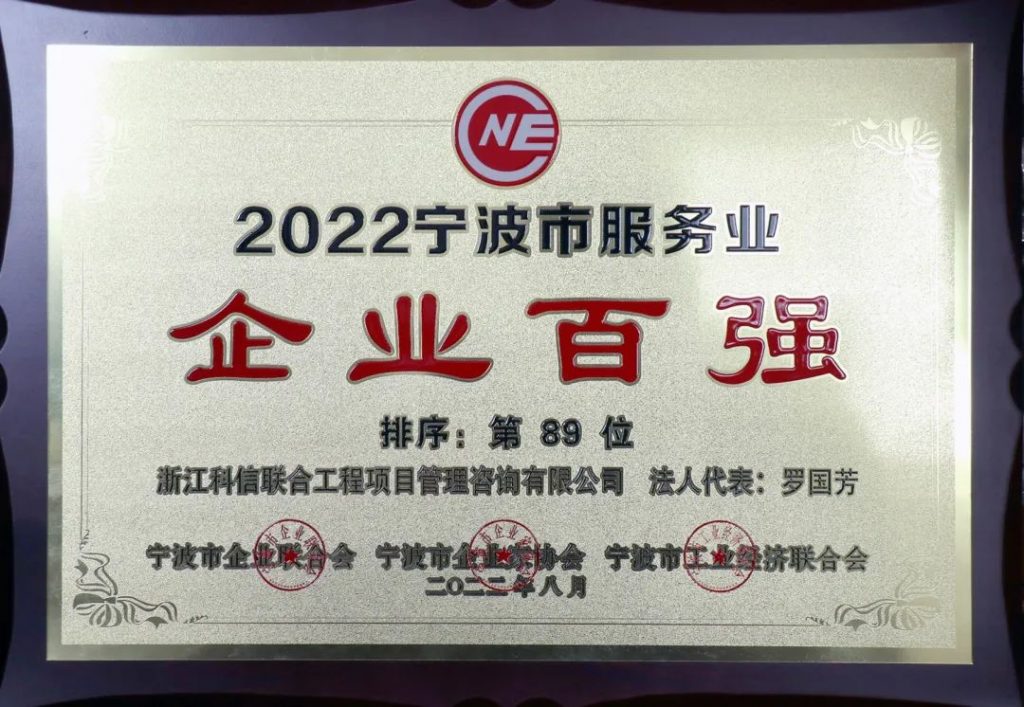 NE
2022宁波市服务业
企业百强
排序：第 89 位
浙江科信联合工程项目管理咨询有限公司 法人代表：罗国芳
宁波市企业联合会 宁波市企业家协会 宁波市工业经济联合会
二〇二二年八月